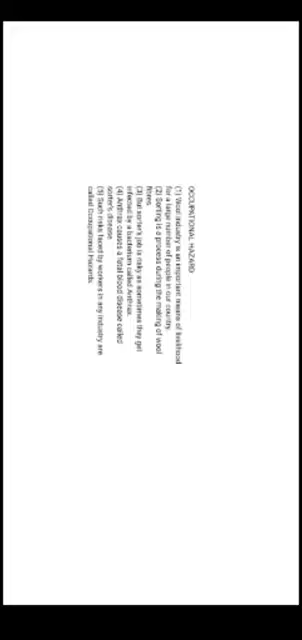 OCCUPATIONAL HAZARD:
(1) Wool industry is an important means of livelihood
for a large number of people in our country.
(2) Sorting is a process during the making of wool
fibres.
(3) But sorter's job is risky as sometimes they get
infected by a bacterium called Anthrax.
(4) Anthrax causes a fatal blood disease called
sorter's disease.
(5) Such risks faced by workers in any industry are
called Occupational Hazards.